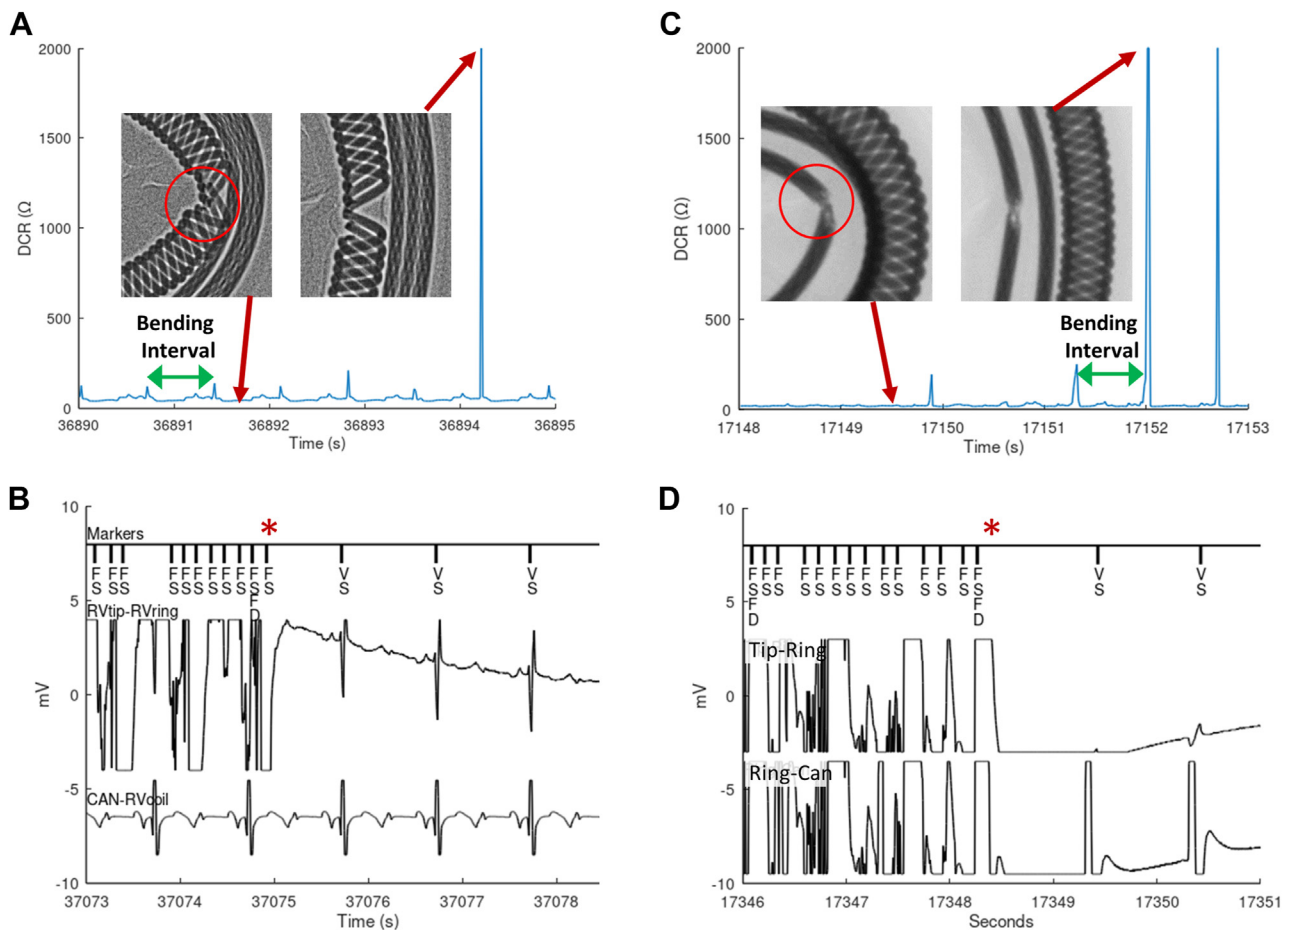 A
2000
1500
1000
500
0
DCR (Ω
Bending
Interval
36890 36891 36892 36893 36894 36895
Time (s)
C
2000
1500
1000
500
0
DCR (Ω)
Bending
Interval
17148 17149 17150 17151 17152 17153
Time (s)
B
10
5
0
-5
-10
mV
*
Markers
F F F F F F F F F F F V V V
S S S S S S S S S S S S S S
F
D
RVtip-RVring
CAN-RVcoil
37073 37074 37075 37076 37077 37078
Time (s)
D
10
5
0
-5
-10
mV
*
F F F F F F F F F F F F F F V V
S S S S S S S S S S S S S S S S
F F
D D
Tip-Ring
Ring-Can
17346 17347 17348 17349 17350 17351
Seconds